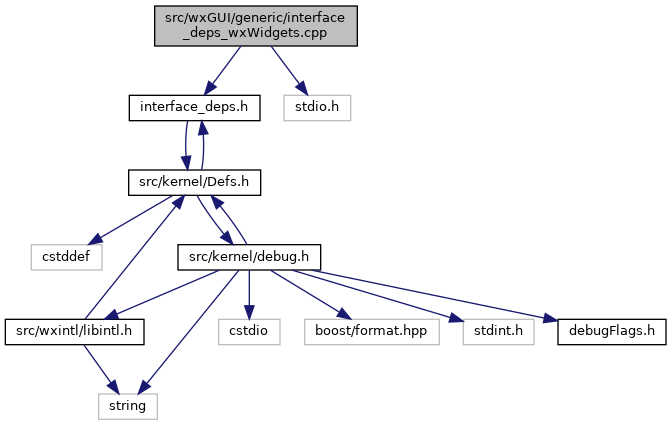 src/wxGUI/generic/interface
_deps_wxWidgets.cpp
interface_deps.h
stdio.h
src/kernel/Defs.h
cstddef
src/kernel/debug.h
src/wxintl/libintl.h
cstdio
boost/format.hpp
stdint.h
debugFlags.h
string